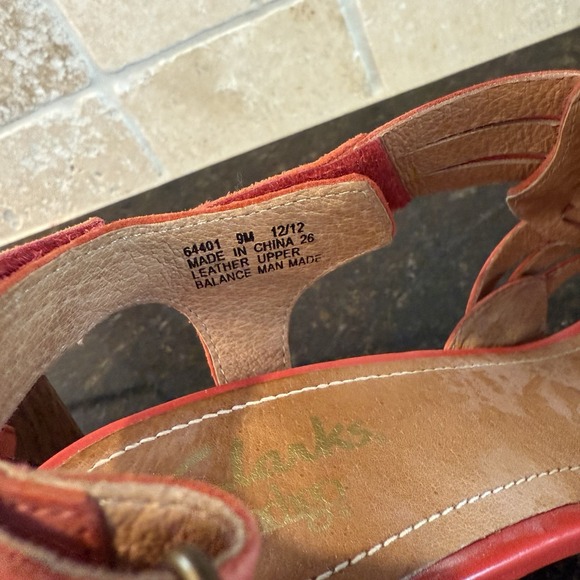 64401 9M 12/12
MADE IN CHINA 26
LEATHER UPPER
BALANCE MAN MADE
Clarks